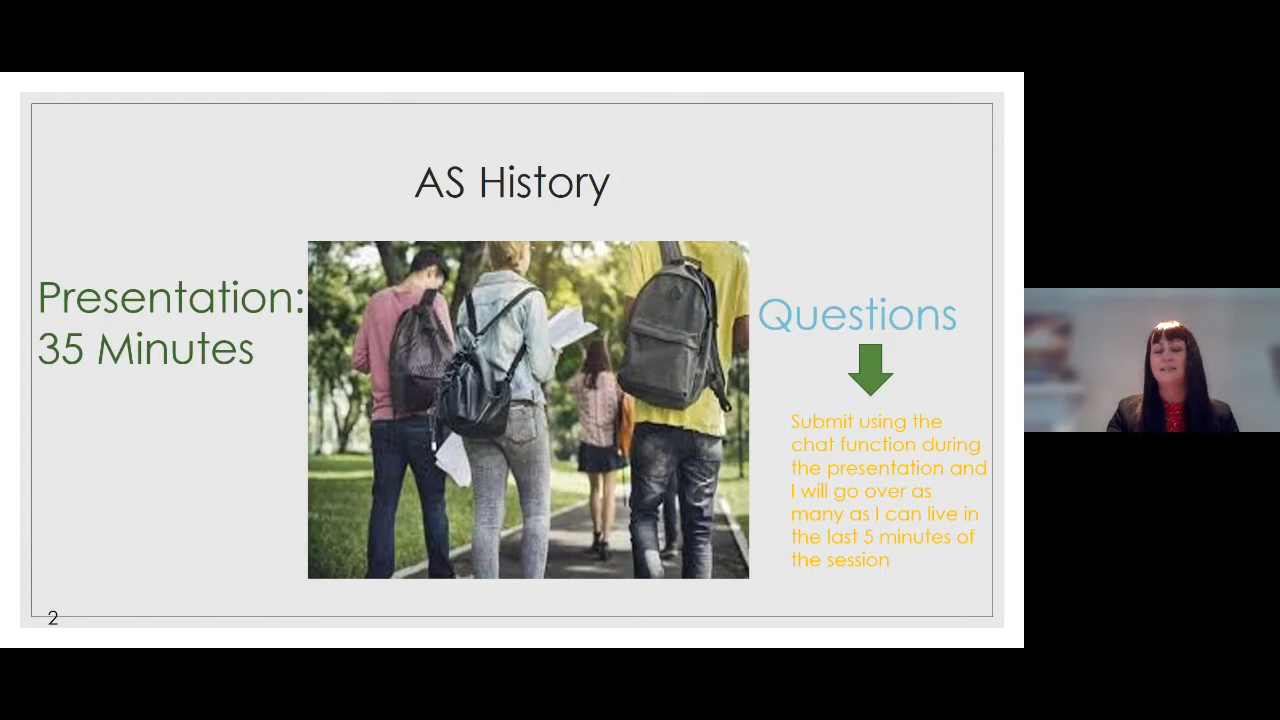 AS History
Presentation:
35 Minutes
Questions
Submit using the
chat function during
the presentation and
I will go over as
many as I can live in
the last 5 minutes of
the session
2